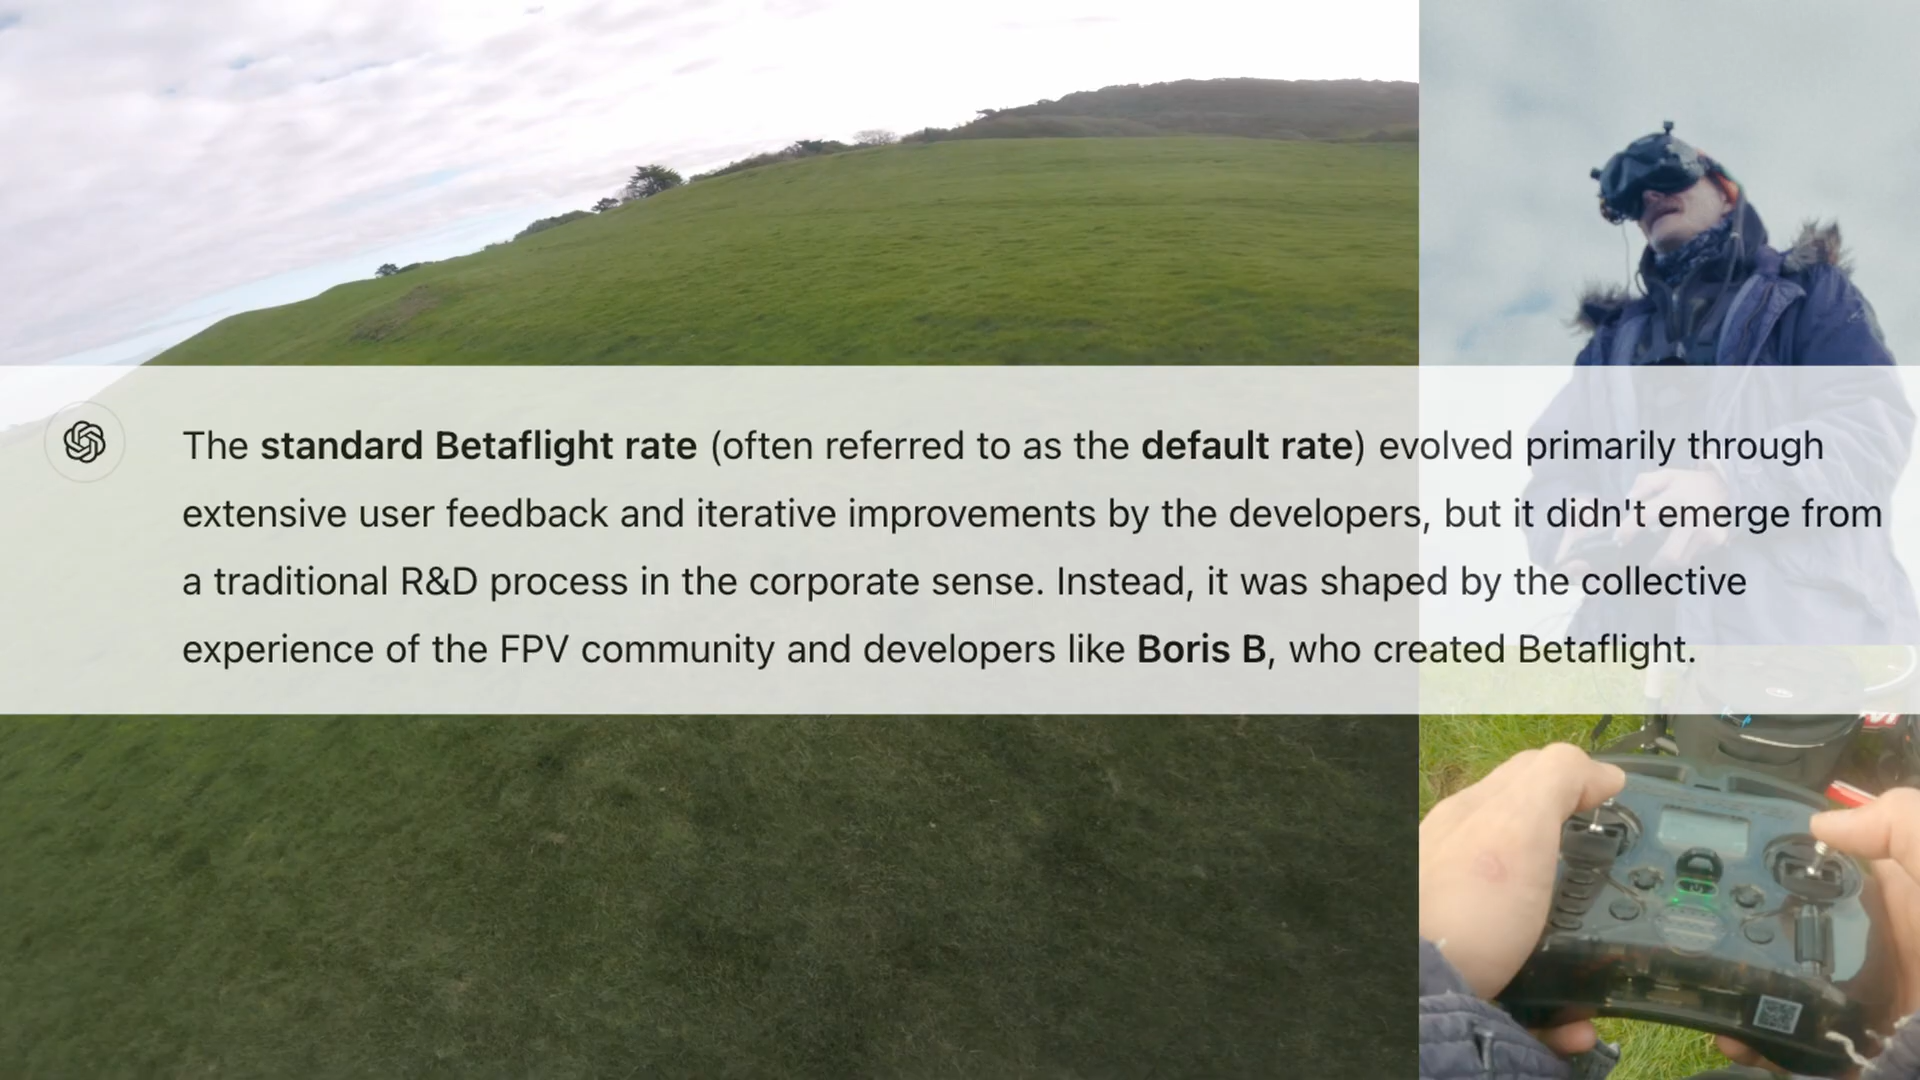 The standard Betaflight rate (often referred to as the default rate) evolved primarily through
extensive user feedback and iterative improvements by the developers, but it didn't emerge from
a traditional R&D process in the corporate sense. Instead, it was shaped by the collective
experience of the FPV community and developers like Boris B, who created Betaflight.